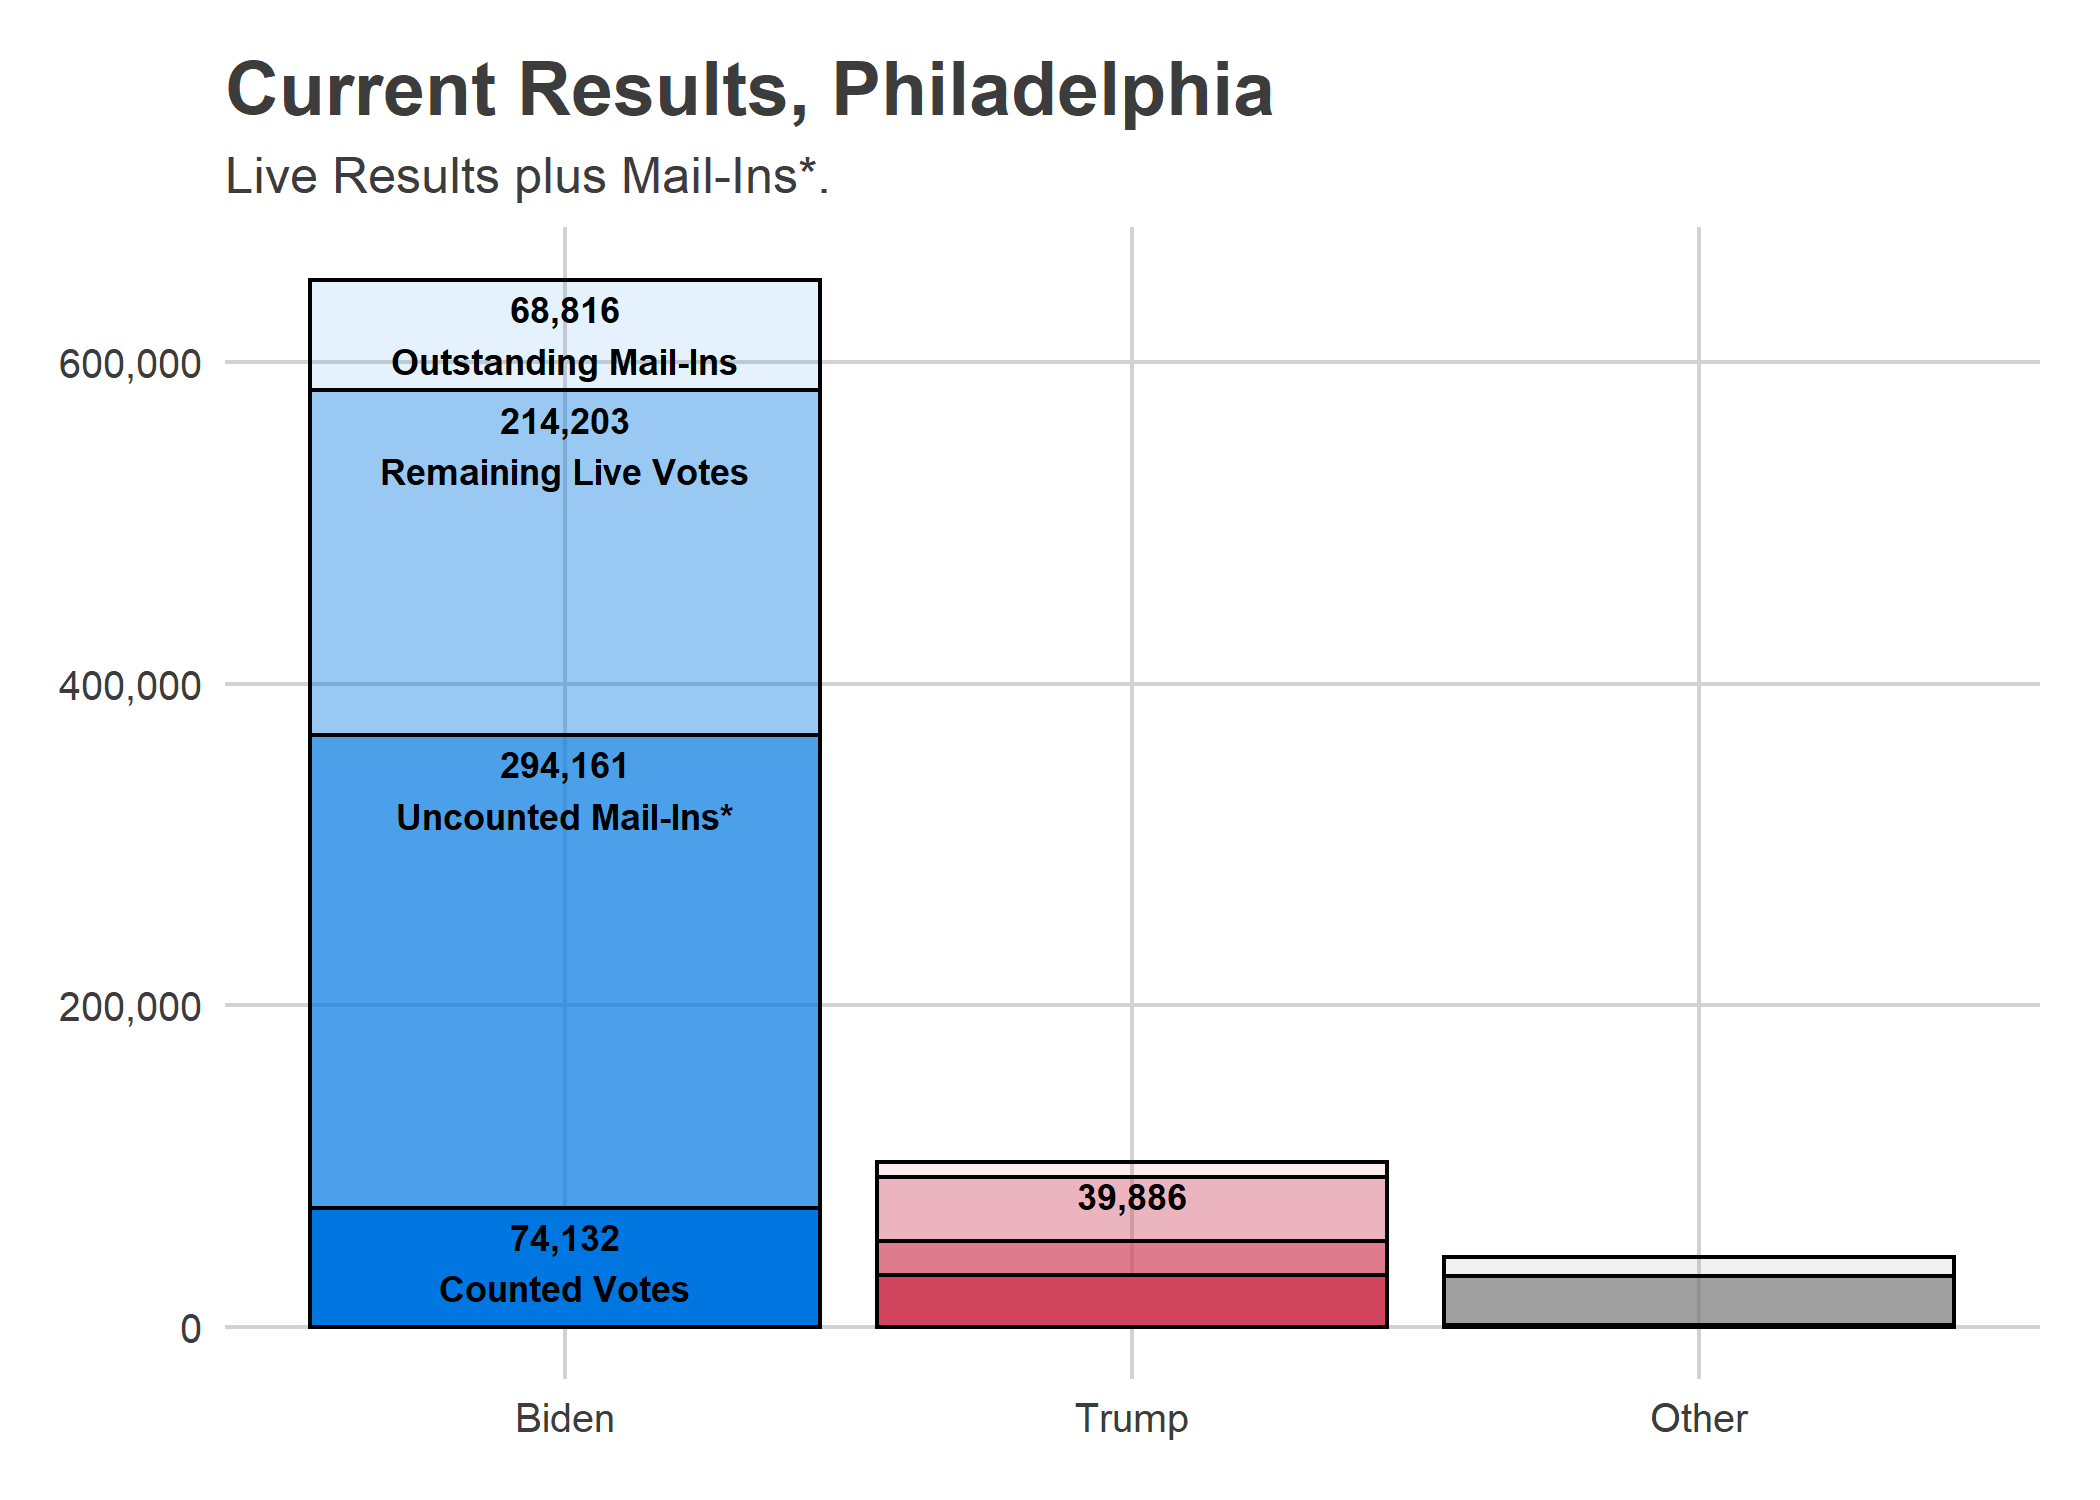 Current Results, Philadelphia
Live Results plus Mail-Ins*.
68,816
Outstanding Mail-Ins
600,000
214,203
Remaining Live Votes
400,000
294,161
Uncounted Mail-Ins*
200,000
39,886
74,132
Counted Votes
0
Biden
Trump
Other